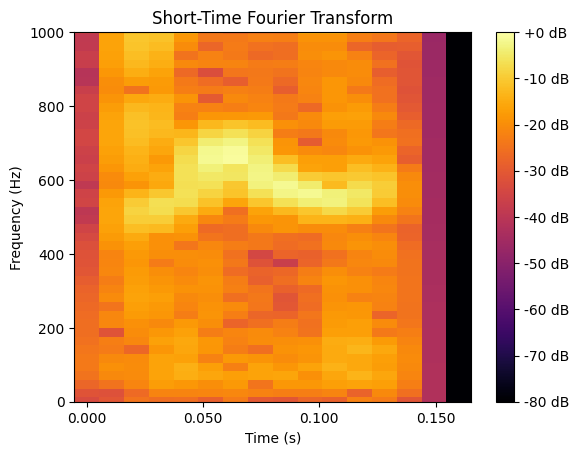 Short-Time Fourier Transform
1000
800
600
400
200
0
Frequency (Hz)
0.000
0.050
0.100
0.150
Time (s)
+0 dB
-10 dB
-20 dB
-30 dB
-40 dB
-50 dB
-60 dB
-70 dB
-80 dB